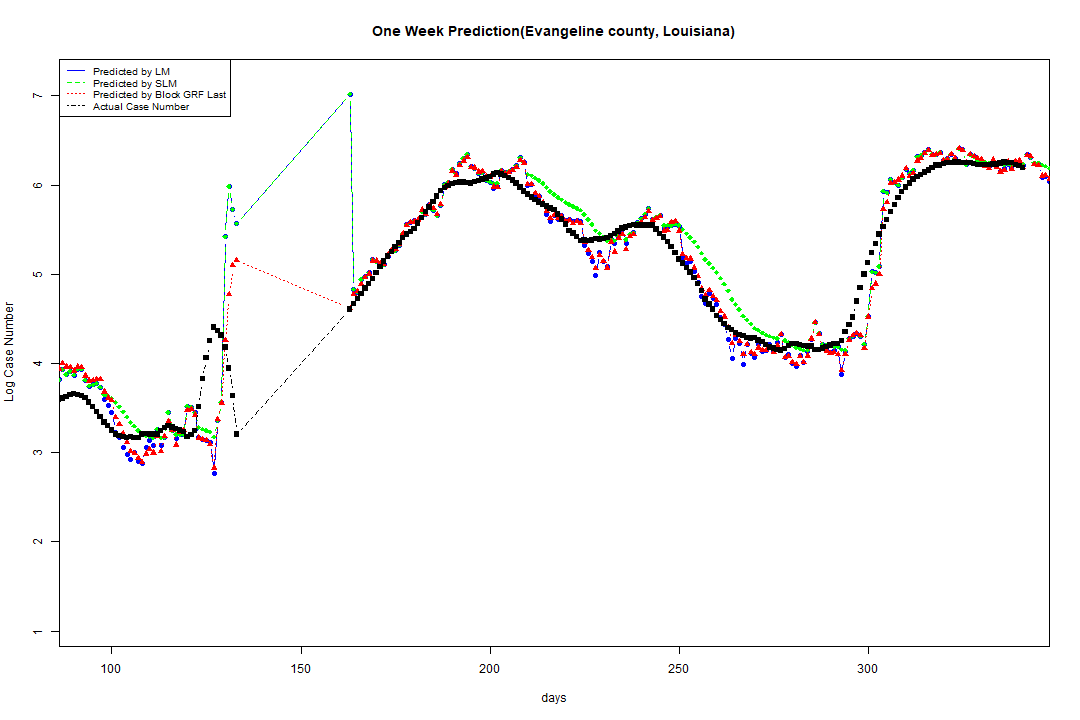 One Week Prediction(Evangeline county, Louisiana)
Predicted by LM
Predicted by SLM
Predicted by Block GRF Last
Actual Case Number
7
6
5
4
3
2
1
Log Case Number
100 150 200 250 300
days